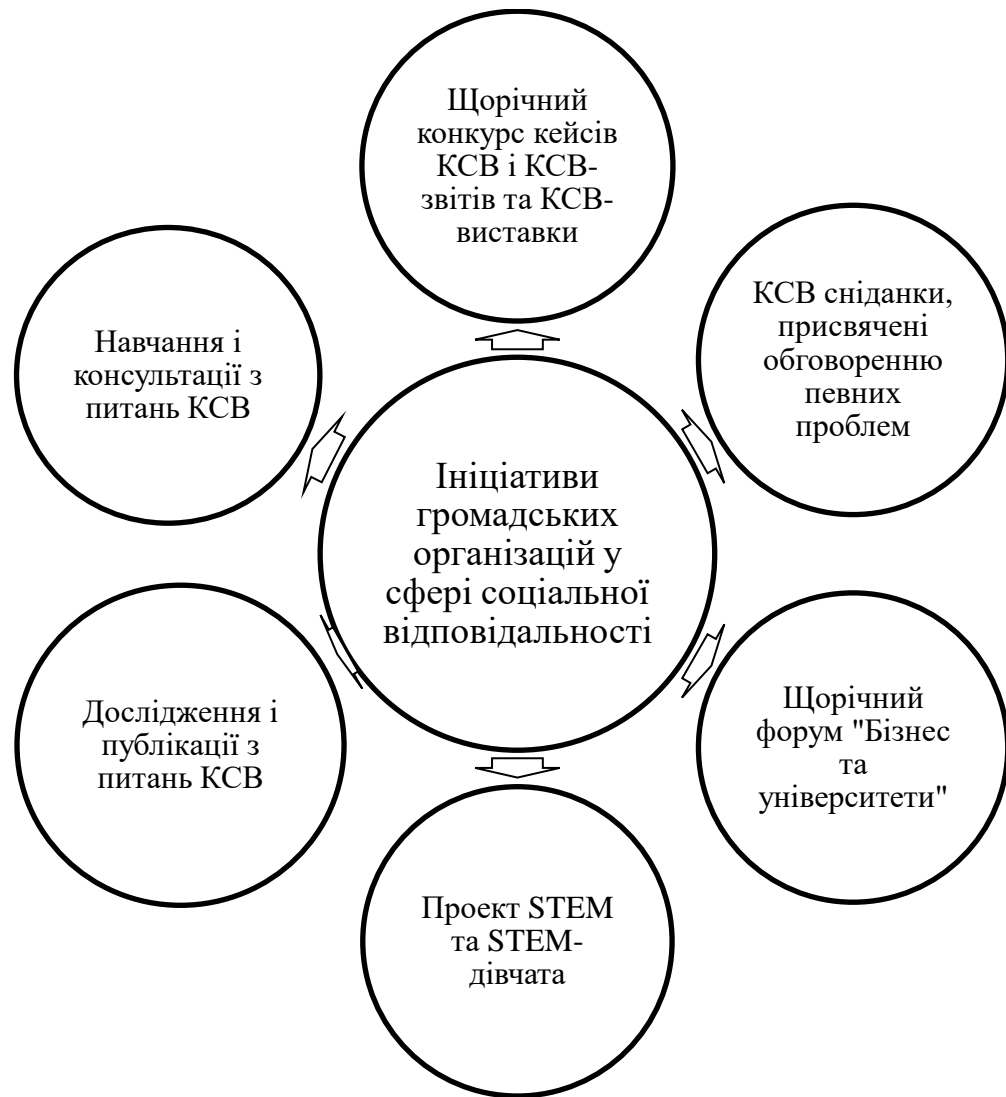 Щорічний
конкурс кейсів
КСВ і КСВ-
звітів та КСВ-
виставки
КСВ сніданки,
присвячені
обговоренню
певних
проблем
Щорічний
форум "Бізнес
та
університети"
Проект STEM
та STEM-
дівчата
Дослідження і
публікації з
питань КСВ
Навчання і
консультації з
питань КСВ
Ініціативи
громадських
організацій у
сфері соціальної
відповідальності